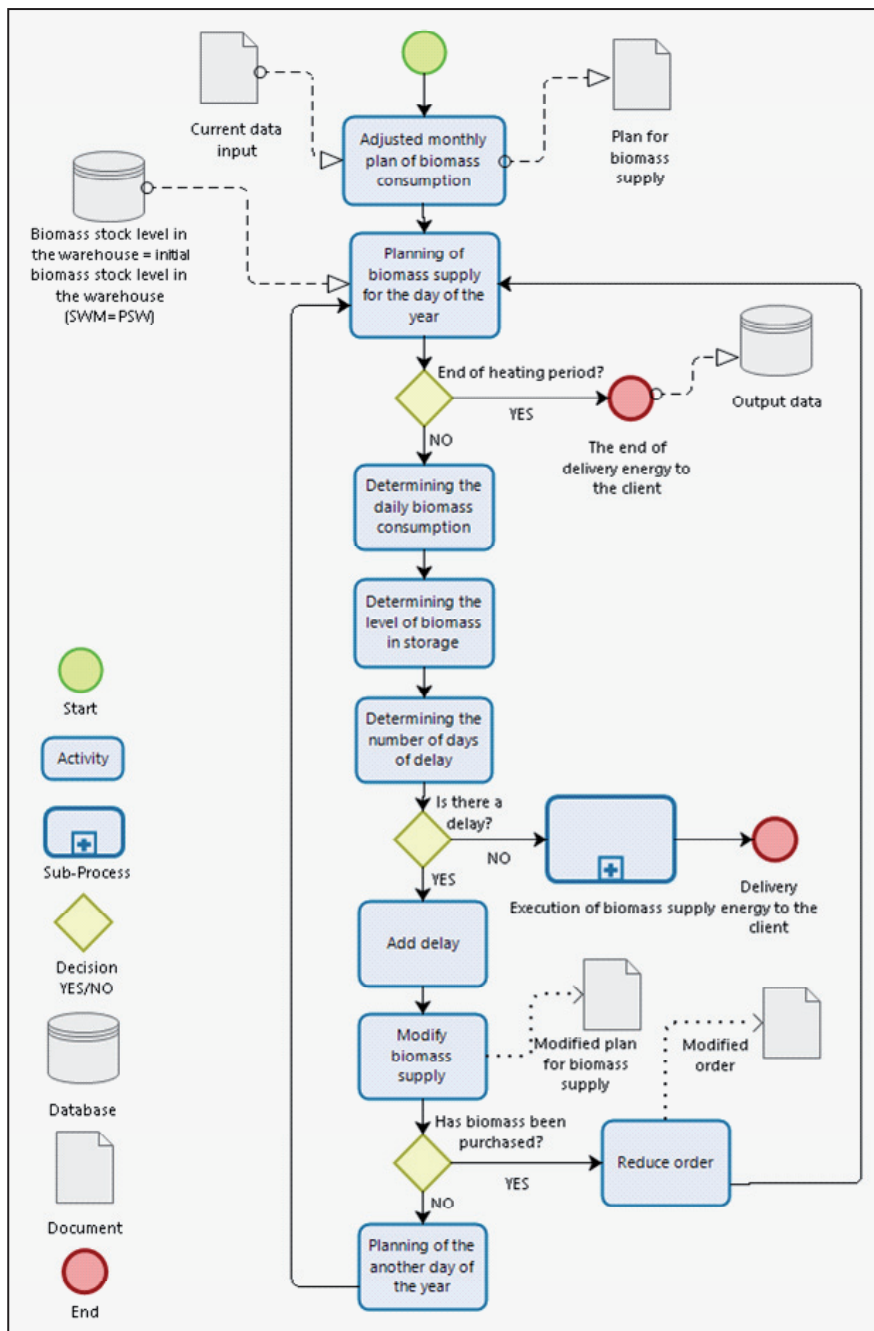 Current data
input
Adjusted monthly
plan of biomass
consumption
Plan for
biomass
supply
Biomass stock level in
the warehouse = initial
biomass stock level in
the warehouse
(SWM=PSW)
Planning of
biomass supply
for the day of the
year
End of heating period?
YES
NO
The end of
delivery energy to
the client
Output data
Determining the
daily biomass
consumption
Determining the
level of biomass
in storage
Determining the
number of days
of delay
Is there a
delay?
NO
YES
Delivery
Execution of biomass supply energy to the
client
Add delay
Modify
biomass
supply
Modified plan
for biomass
supply
Modified
order
Has biomass been
purchased?
YES
NO
Reduce order
Planning of the
another day of
the year
Start
Activity
Sub-Process
Decision
YES/NO
Database
Document
End